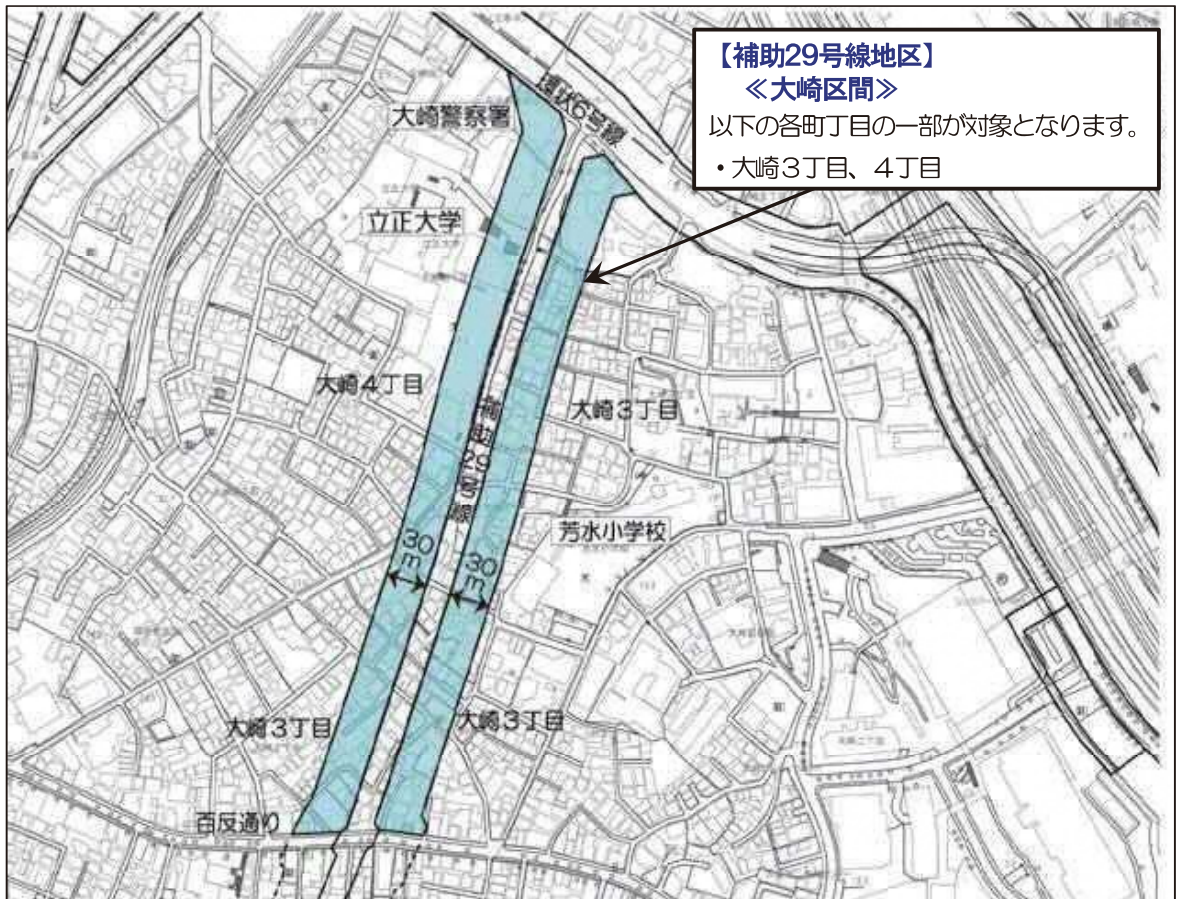 【補助29号線地区】
≪大崎区間≫
以下の各町丁目の一部が対象となります。
・大崎3丁目、4丁目
環状6号線
大崎警察署
立正大学
大崎4丁目
大崎3丁目
補助29号線
芳水小学校
30m
30m
大崎3丁目
大崎3丁目
百反通り